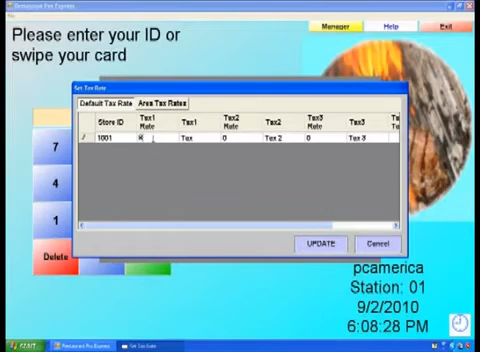 Restaurant Pro Express
Manager
Help
Exit
Please enter your ID or
swipe your card
Set Tax Rate
Default Tax Rate
Area Tax Rates
Store ID
Tax1 Rate
Tax1
Tax2 Rate
Tax2
Tax3 Rate
Tax3
1001
Tax
0
Tax 2
0
Tax 3
UPDATE
Cancel
7
4
1
Delete
pcamerica
Station: 01
9/2/2010
6:08:28 PM
start
Restaurant Pro Express
Set Tax Rate